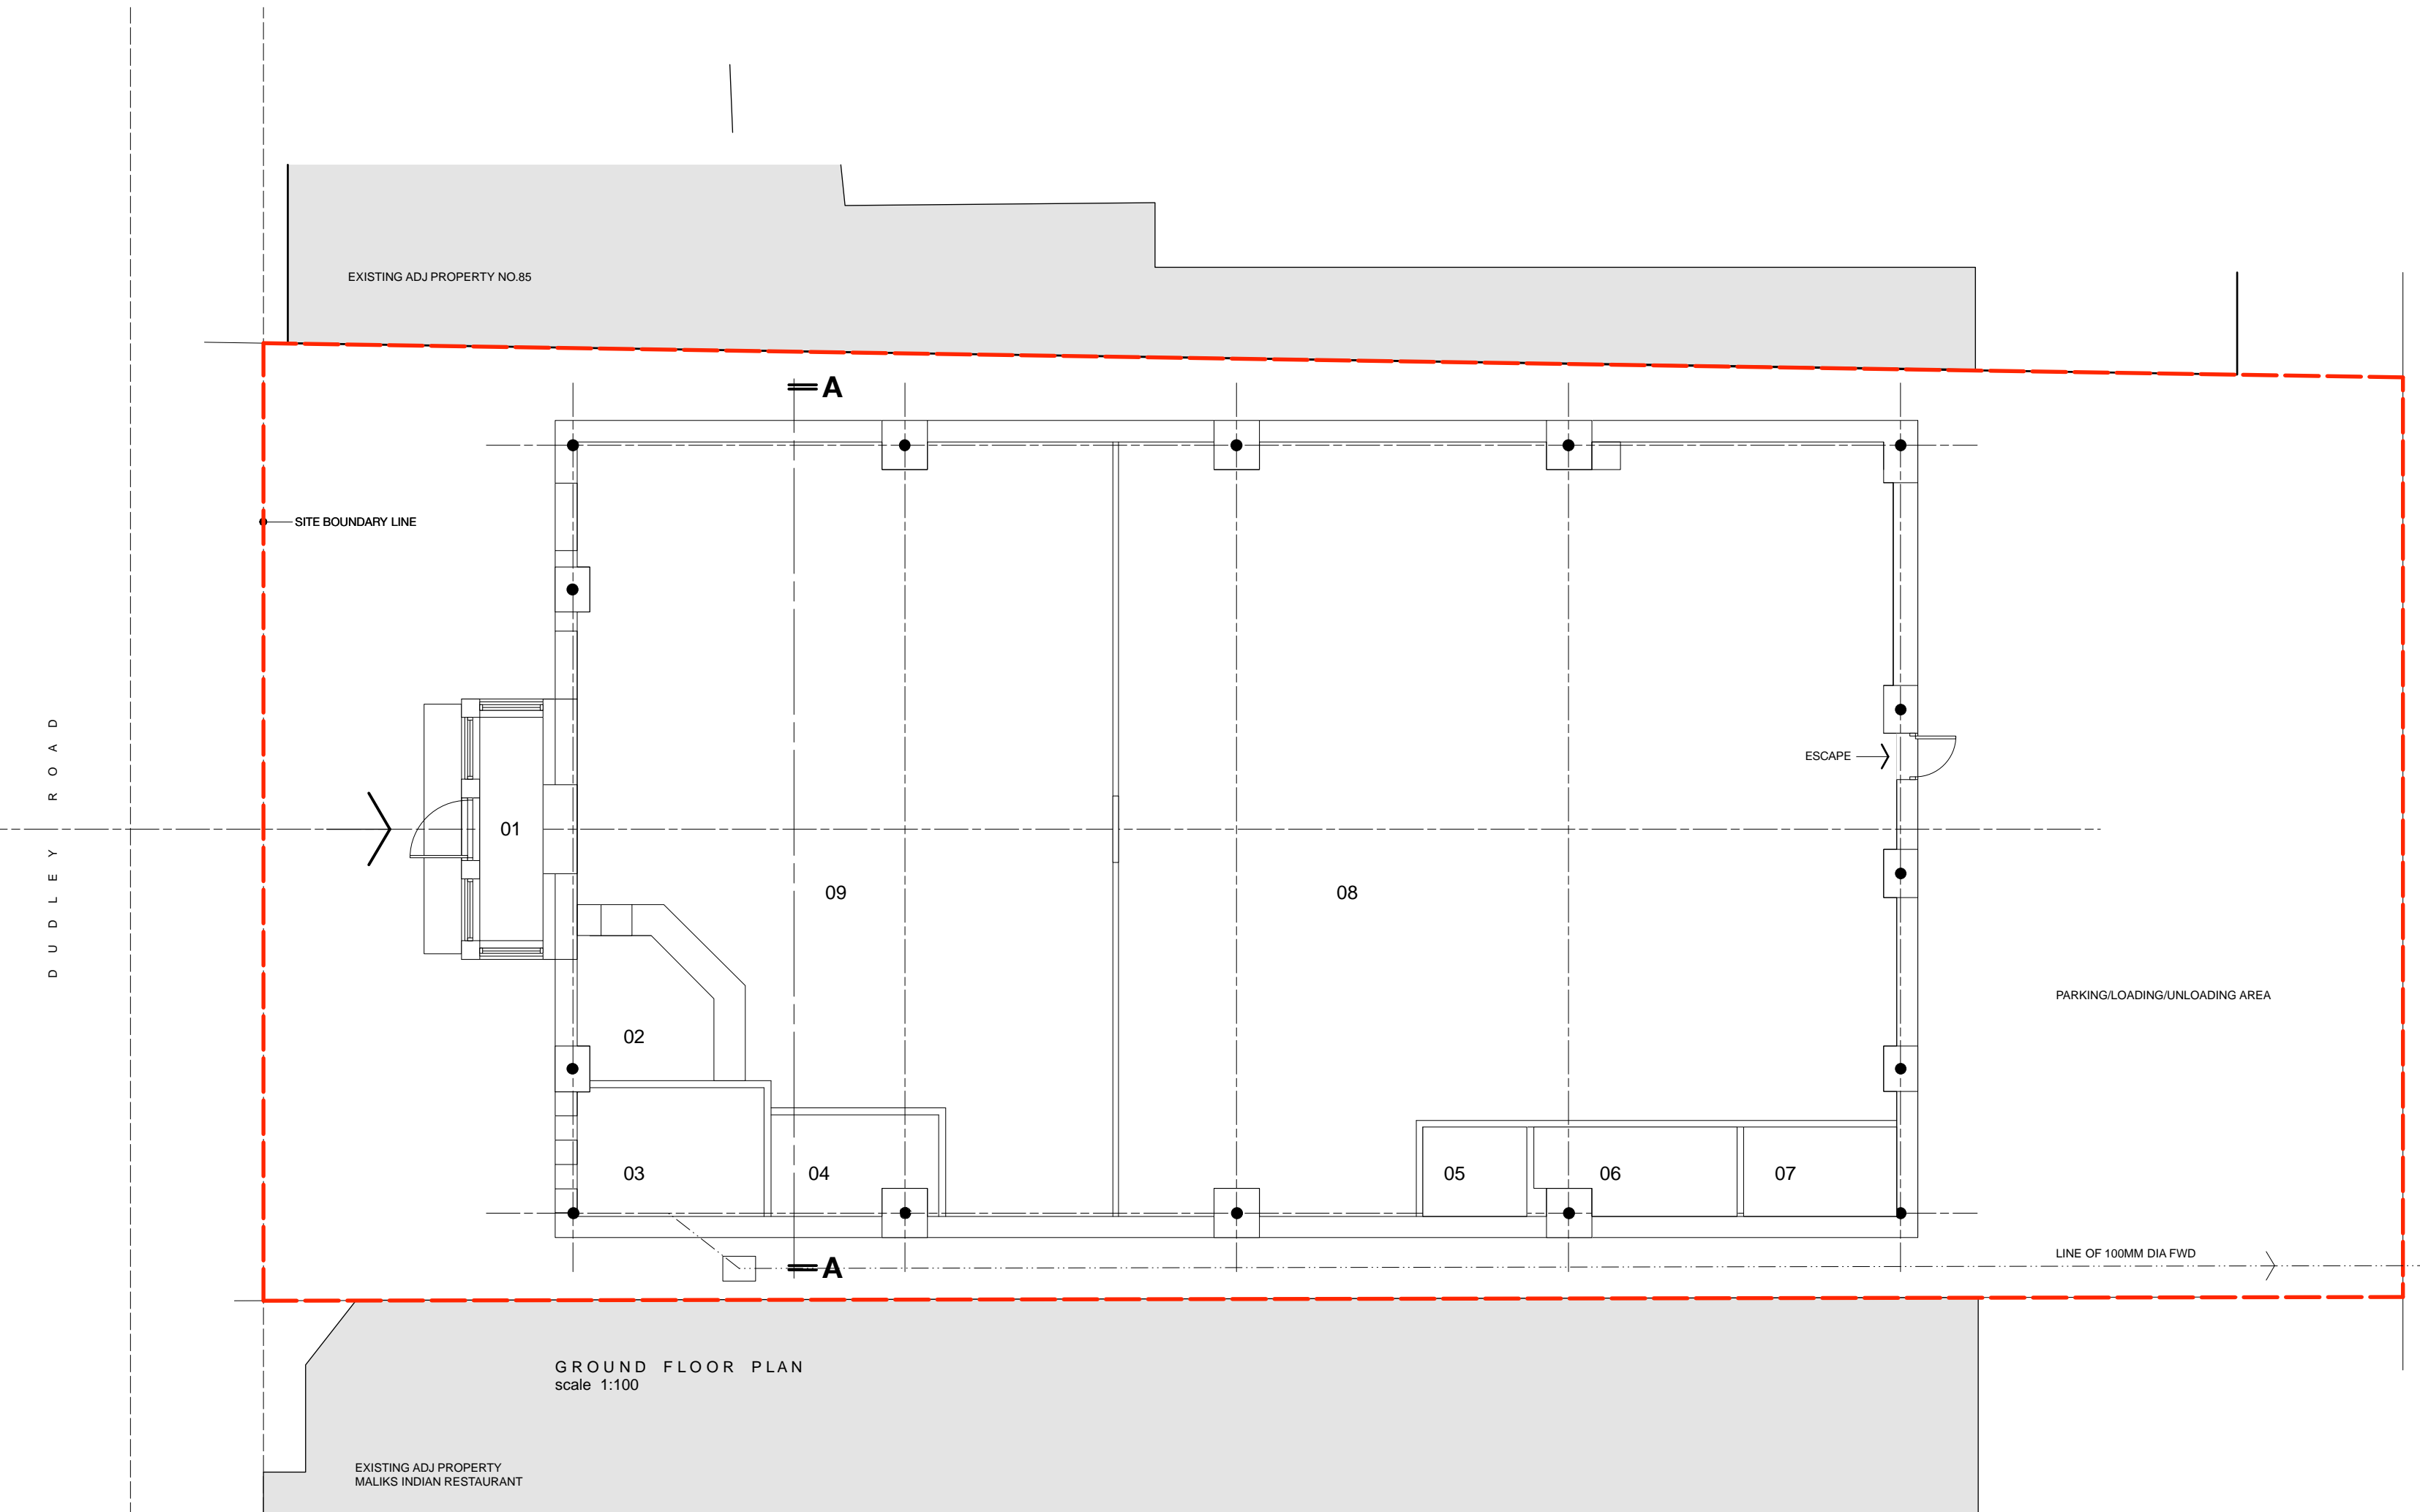 EXISTING ADJ PROPERTY NO.85
A
SITE BOUNDARY LINE
DUDLEY ROAD
ESCAPE
01
09
08
PARKING/LOADING/UNLOADING AREA
02
03
04
05
06
07
LINE OF 100MM DIA FWD
A
GROUND FLOOR PLAN
scale 1:100
EXISTING ADJ PROPERTY
MALIKS INDIAN RESTAURANT